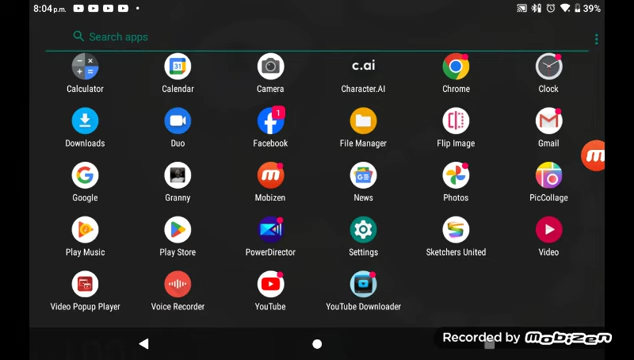 8:04 p.m. 39%
Search apps
31
c.ai
Calculator Calendar Camera Character.AI Chrome Clock
1
Downloads Duo Facebook File Manager Flip Image Gmail
Google Granny Mobizen News Photos PicCollage
Play Music Play Store PowerDirector Settings Sketchers United Video
Video Popup Player Voice Recorder YouTube YouTube Downloader
Recorded by Mobizen